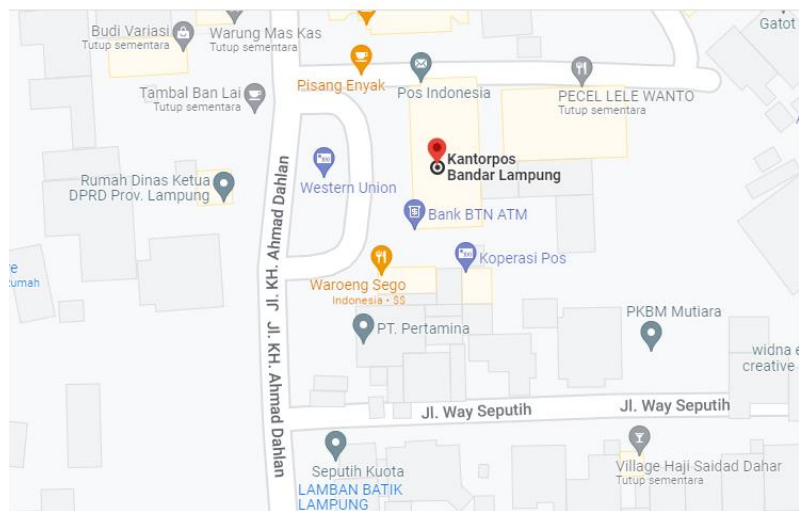 Budi Variasi
Tutup sementara
Warung Mas Kas
Tutup sementara
Gatot
Pisang Enyak
Pos Indonesia
PECEL LELE WANTO
Tutup sementara
Tambal Ban Lai
Tutup sementara
Kantorpos
Bandar Lampung
Western Union
Rumah Dinas Ketua
DPRD Prov. Lampung
Bank BTN ATM
Jl. KH. Ahmad Dahlan
Koperasi Pos
Waroeng Sego
Indonesia • $$
umah
PT. Pertamina
PKBM Mutiara
widna e
creative
Jl. KH. Ahmad Dahlan
Jl. Way Seputih
Jl. Way Seputih
Seputih Kuota
Village Haji Saidad Dahar
Tutup sementara
LAMBAN BATIK
LAMPUNG